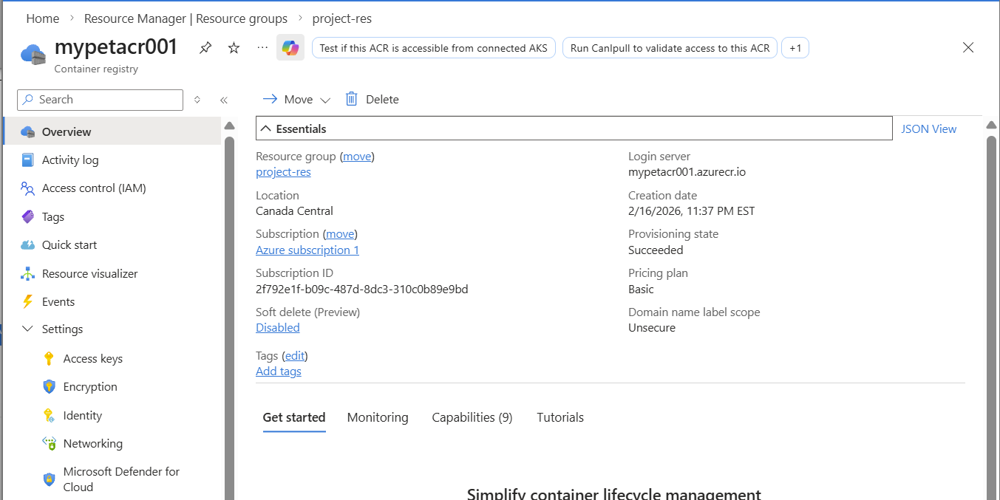 Home > Resource Manager | Resource groups > project-res
mypetacr001 ... Test if this ACR is accessible from connected AKS Run CanIpull to validate access to this ACR +1
Container registry
Search
Overview
Activity log
Access control (IAM)
Tags
Quick start
Resource visualizer
Events
Settings
Access keys
Encryption
Identity
Networking
Microsoft Defender for
Cloud
Move Delete
Essentials JSON View
Resource group (move)
project-res
Location
Canada Central
Subscription (move)
Azure subscription 1
Subscription ID
2f792e1f-b09c-487d-8dc3-310c0b89e9bd
Soft delete (Preview)
Disabled
Tags (edit)
Add tags
Login server
mypetacr001.azurecr.io
Creation date
2/16/2026, 11:37 PM EST
Provisioning state
Succeeded
Pricing plan
Basic
Domain name label scope
Unsecure
Get started Monitoring Capabilities (9) Tutorials
Simplify container lifecycle management